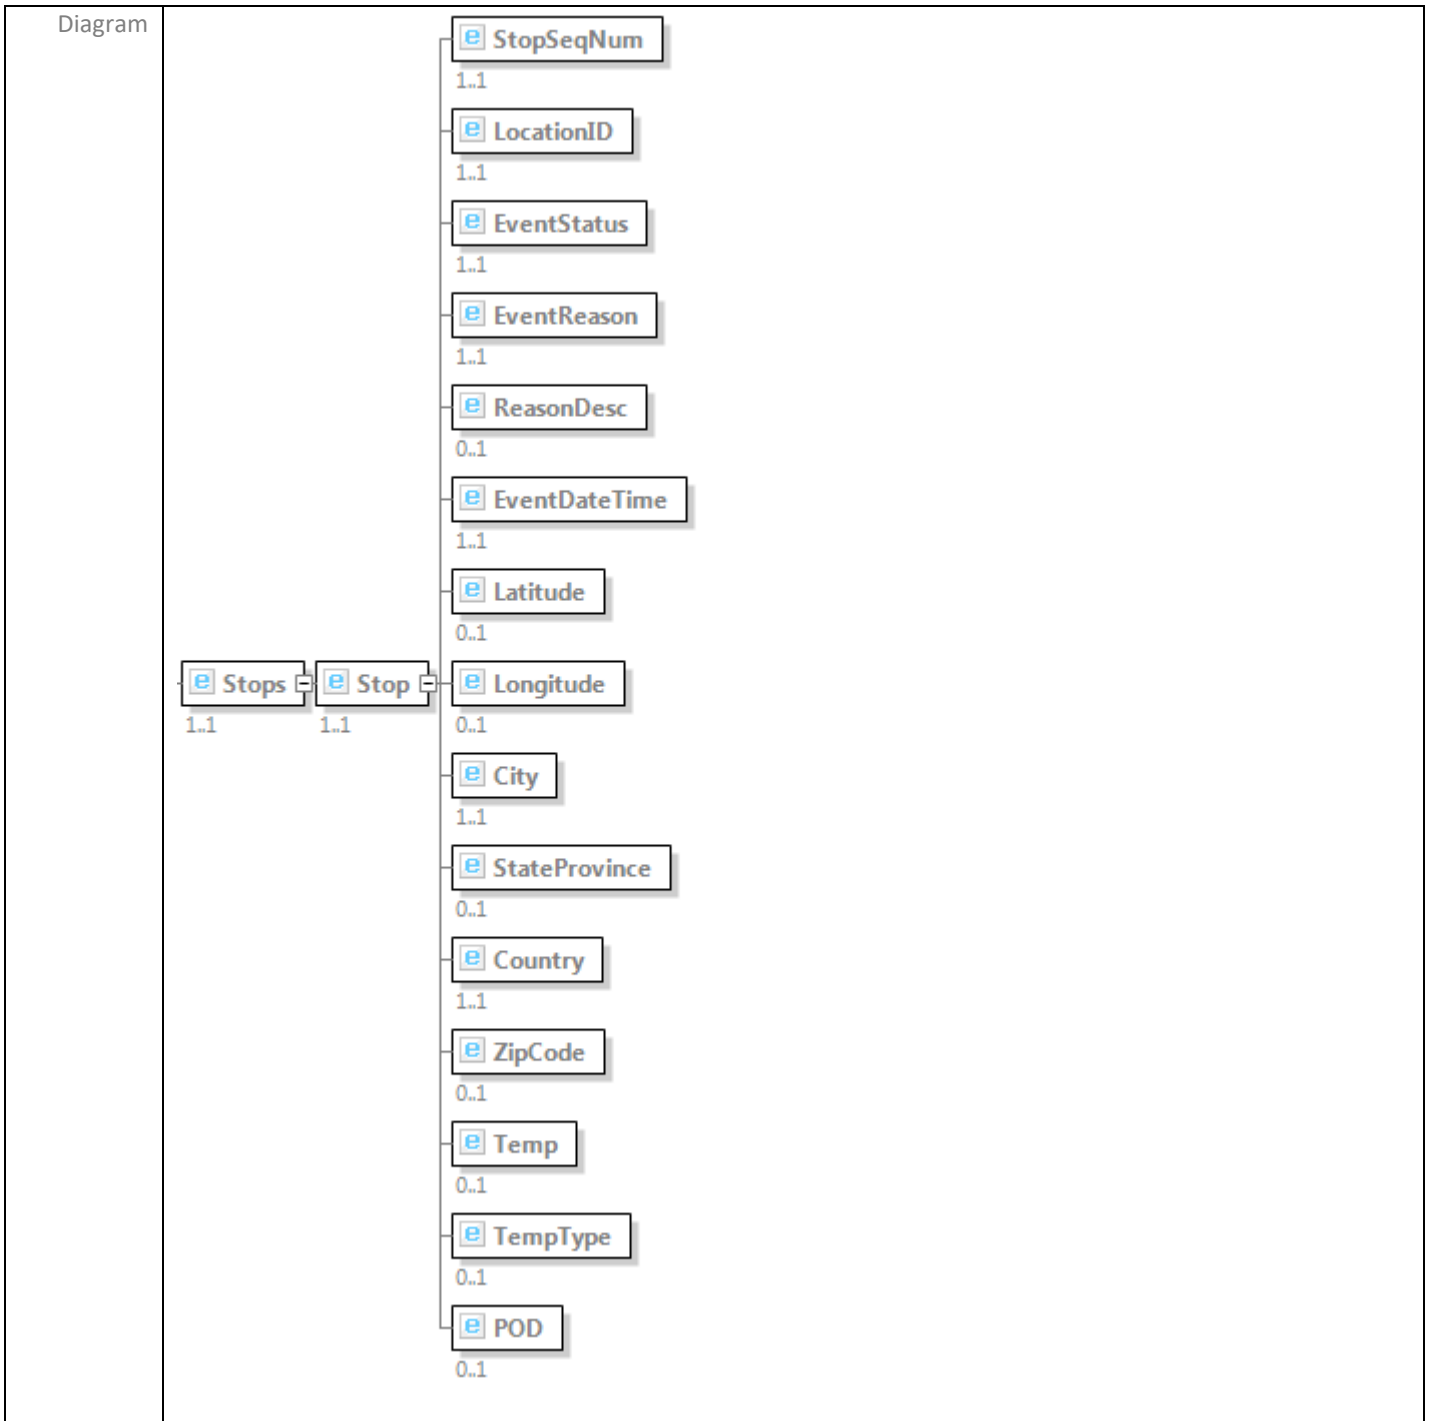 Diagram
StopSeqNum
1..1
LocationID
1..1
EventStatus
1..1
EventReason
1..1
ReasonDesc
0..1
EventDateTime
1..1
Latitude
0..1
Stops
1..1
Stop
1..1
Longitude
0..1
City
1..1
StateProvince
0..1
Country
1..1
ZipCode
0..1
Temp
0..1
TempType
0..1
POD
0..1